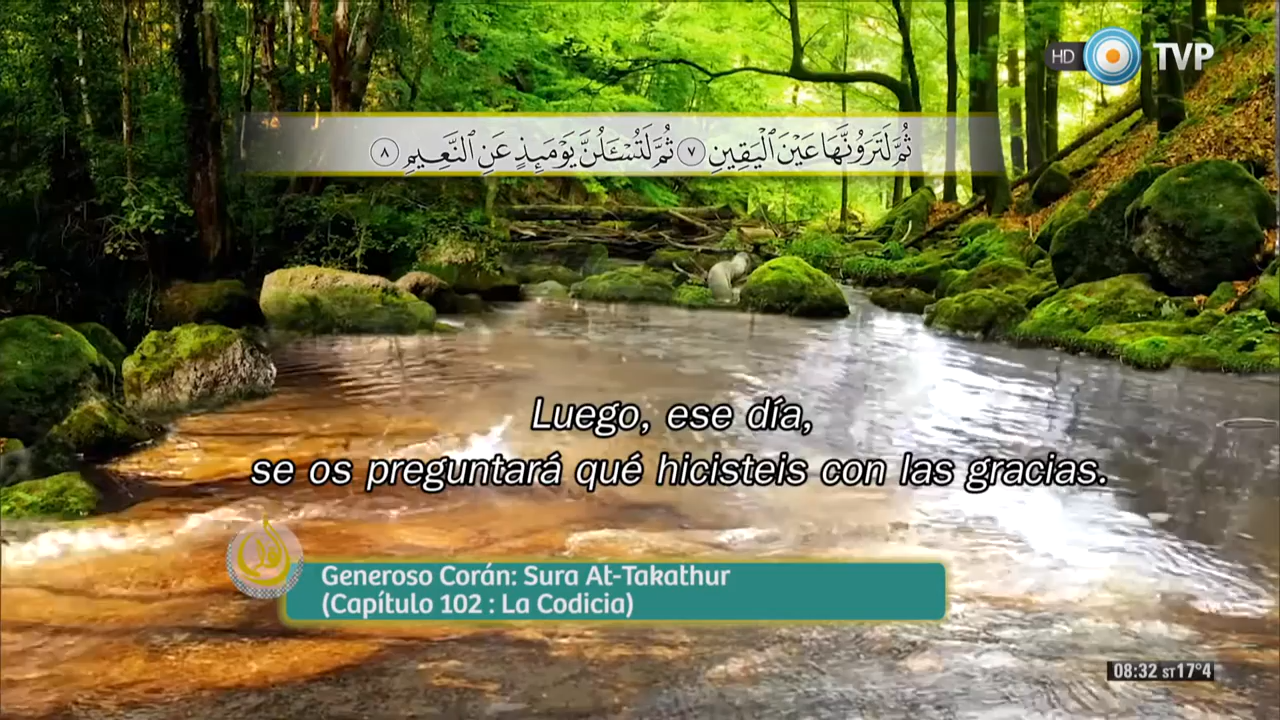 HD TVP
ثُمَّ لَتَرَوُنَّهَا عَيْنَ ٱلْيَقِينِ ٧ ثُمَّ لَتُسْـَٔلُنَّ يَوْمَئِذٍ عَنِ ٱلنَّعِيمِ ٨
Luego, ese día,
se os preguntará qué hicisteis con las gracias.
Generoso Corán: Sura At-Takathur
(Capítulo 102 : La Codicia)
08:32 ST17°4